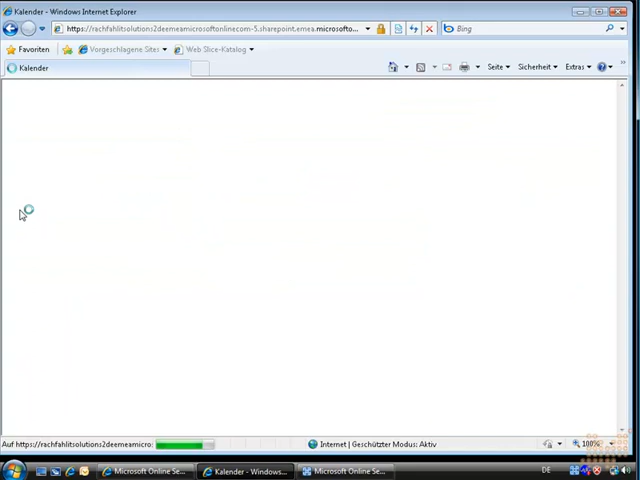 Kalender - Windows Internet Explorer
https://rachfahlitsolutions2deemeamicrosoftonlinecom-5.sharepoint.emea.microsofto...
Bing
Favoriten
Vorgeschlagene Sites
Web Slice-Katalog
Kalender
Seite
Sicherheit
Extras
Auf https://rachfahlitsolutions2deemeamicro:
Internet | Geschützter Modus: Aktiv
100%
Microsoft Online Se...
Kalender - Windows...
Microsoft Online Se...
DE